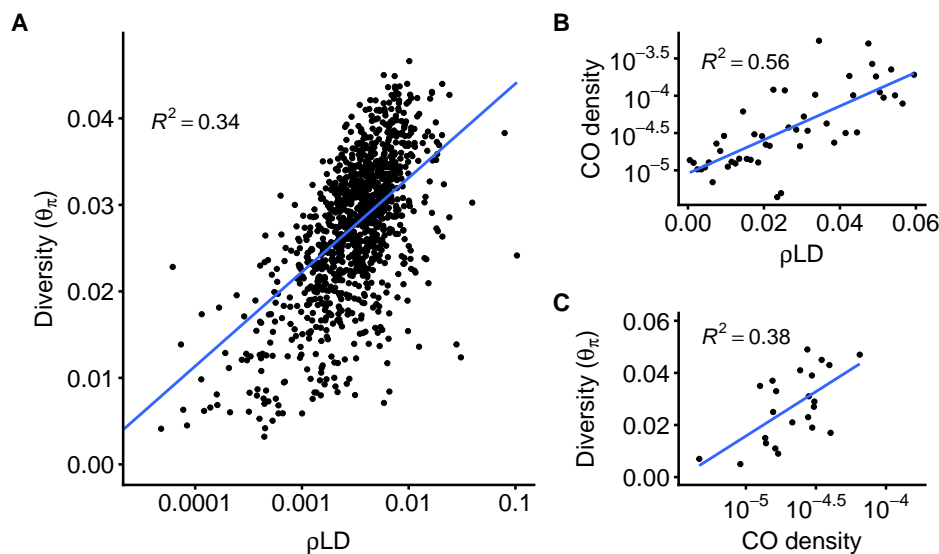 A
R² = 0.34
Diversity (θπ)
0.04
0.03
0.02
0.01
0.00
0.0001
0.001
0.01
0.1
ρLD
B
R² = 0.56
CO density
10⁻³·⁵
10⁻⁴
10⁻⁴·⁵
10⁻⁵
0.00
0.02
0.04
0.06
ρLD
C
R² = 0.38
Diversity (θπ)
0.06
0.04
0.02
0.00
10⁻⁵
10⁻⁴·⁵
10⁻⁴
CO density